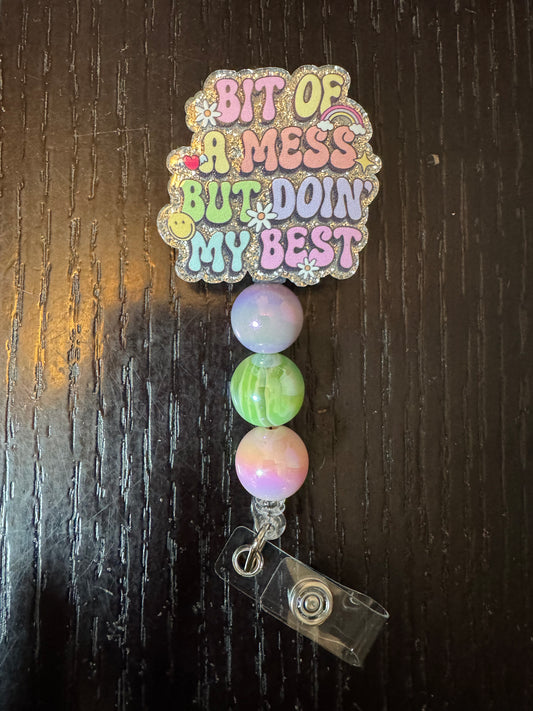 BIT OF
A MESS
BUT DOIN'
MY BEST